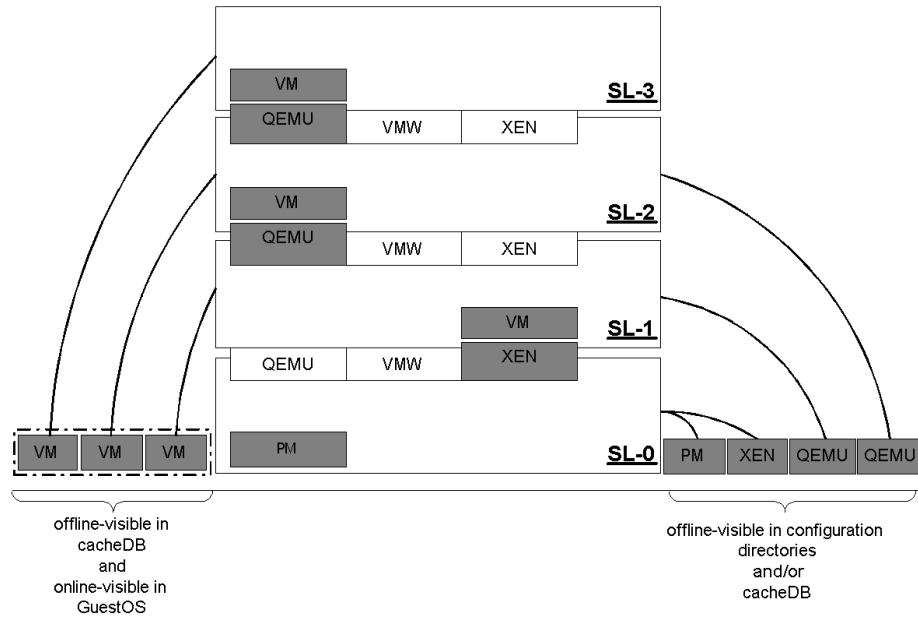 VM
SL-3
QEMU VMW XEN
VM
SL-2
QEMU VMW XEN
VM
SL-1
QEMU VMW XEN
VM VM VM
PM
SL-0
PM XEN QEMU QEMU
offline-visible in
cacheDB
and
online-visible in
GuestOS
offline-visible in configuration
directories
and/or
cacheDB